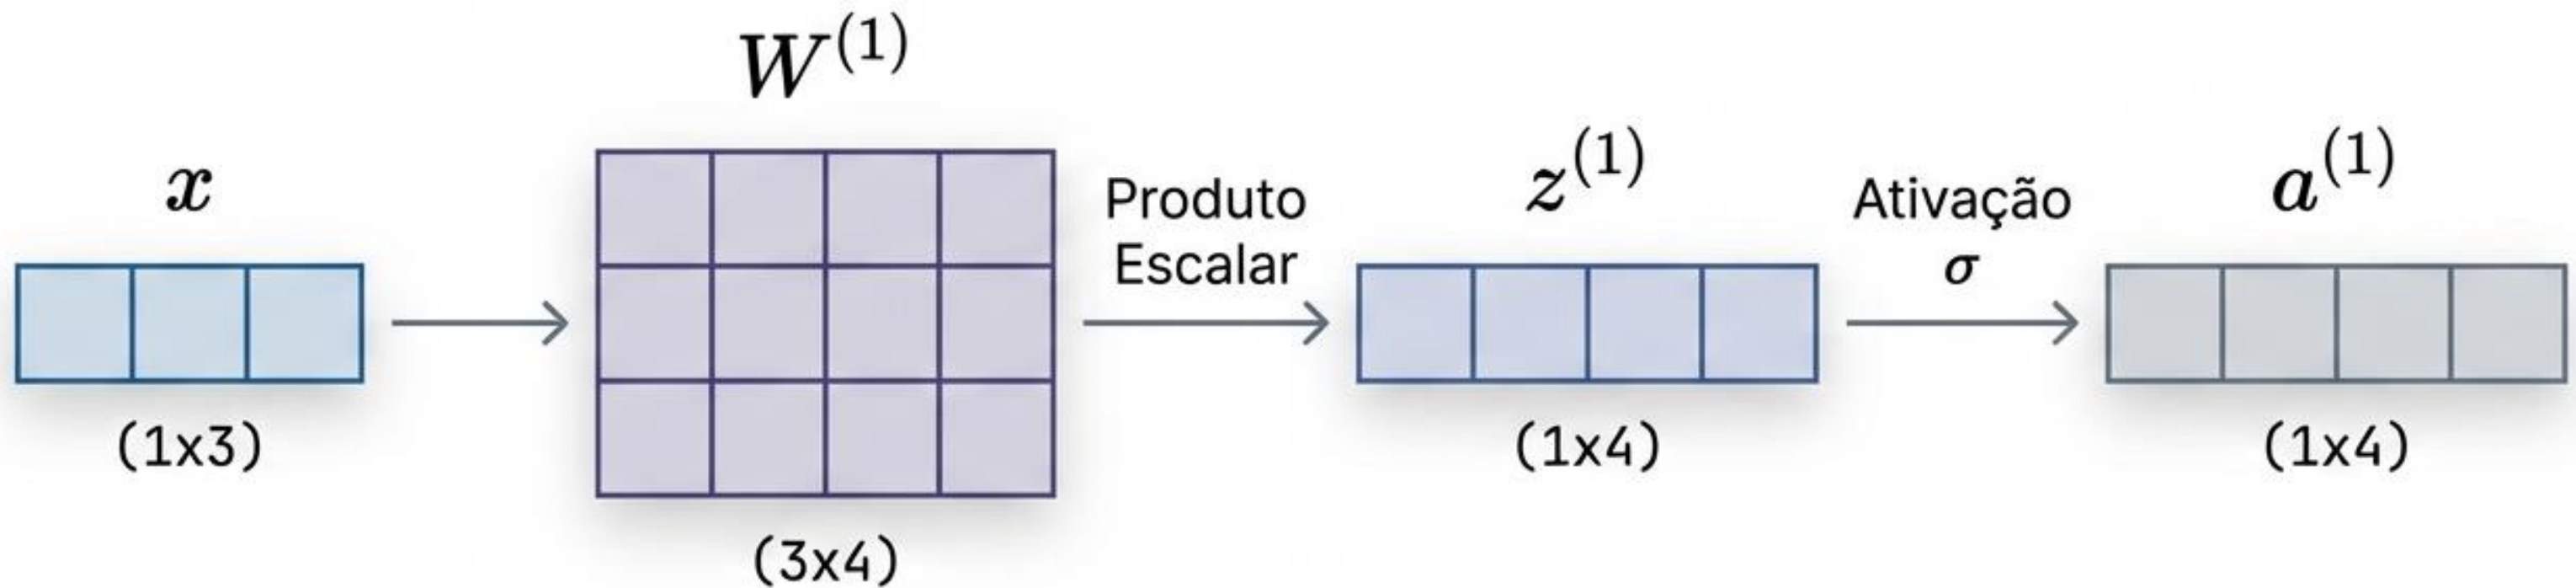 x
(1x3)
W^(1)
(3x4)
Produto
Escalar
z^(1)
(1x4)
Ativação
σ
a^(1)
(1x4)